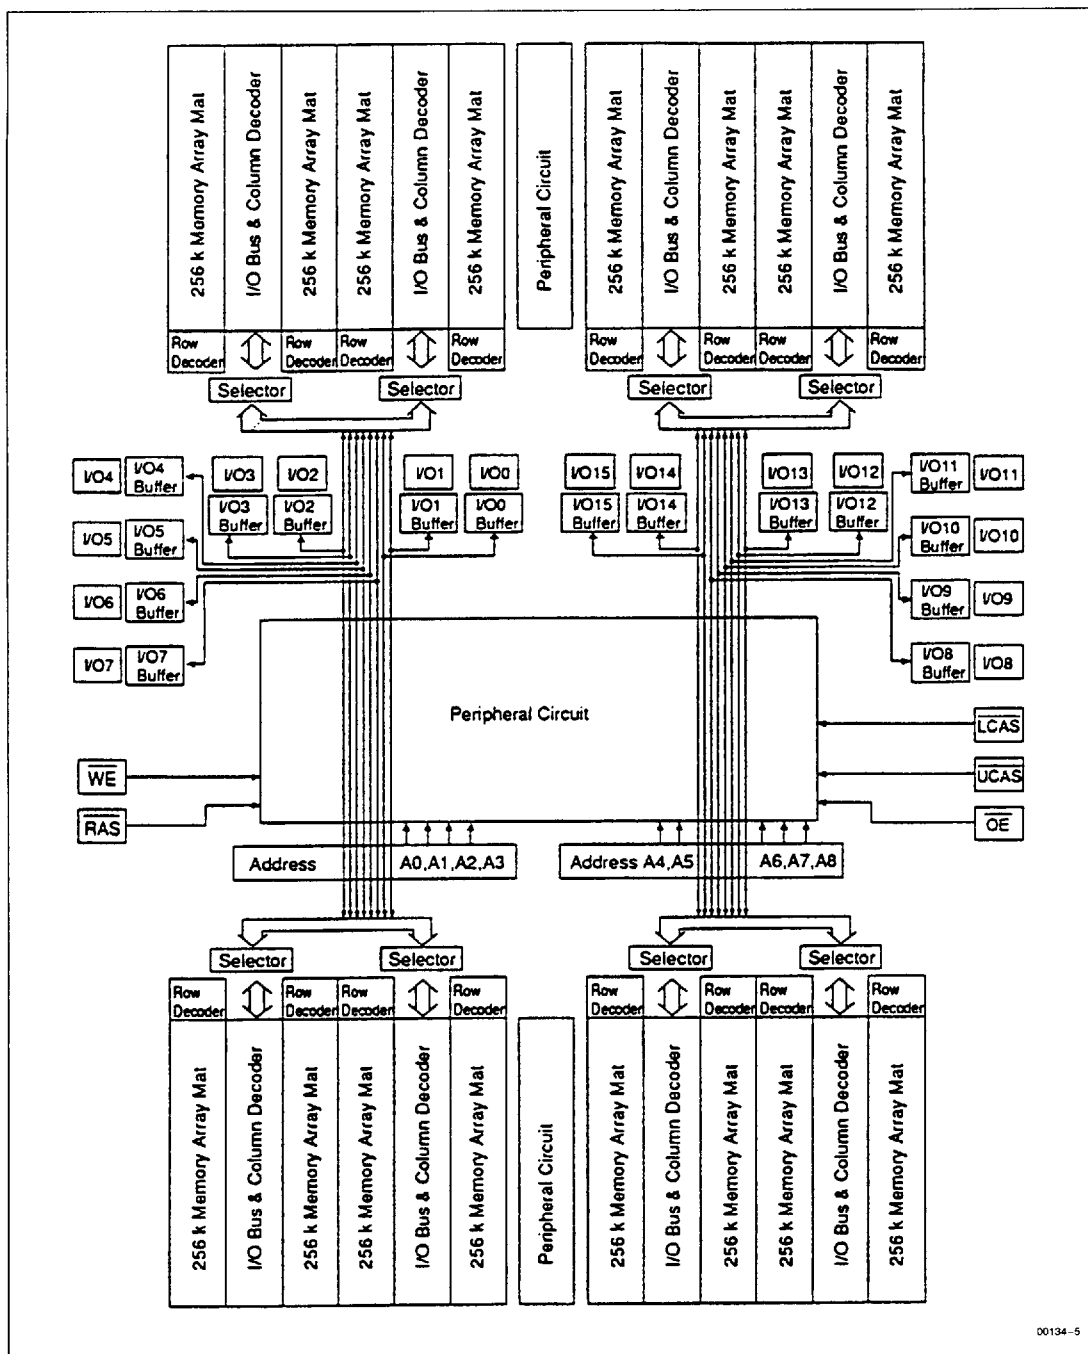 256 k Memory Array Mat
I/O Bus & Column Decoder
256 k Memory Array Mat
256 k Memory Array Mat
I/O Bus & Column Decoder
256 k Memory Array Mat
Peripheral Circuit
256 k Memory Array Mat
I/O Bus & Column Decoder
256 k Memory Array Mat
256 k Memory Array Mat
I/O Bus & Column Decoder
256 k Memory Array Mat
Row
Decoder
Row
Decoder
Row
Decoder
Row
Decoder
Row
Decoder
Row
Decoder
Row
Decoder
Row
Decoder
Selector
Selector
Selector
Selector
I/O4
I/O4
Buffer
I/O3
I/O2
I/O1
I/O0
I/O15
I/O14
I/O13
I/O12
I/O11
Buffer
I/O11
I/O3
Buffer
I/O2
Buffer
I/O1
Buffer
I/O0
Buffer
I/O15
Buffer
I/O14
Buffer
I/O13
Buffer
I/O12
Buffer
I/O5
I/O5
Buffer
I/O10
Buffer
I/O10
I/O6
I/O6
Buffer
I/O9
Buffer
I/O9
I/O7
I/O7
Buffer
I/O8
Buffer
I/O8
Peripheral Circuit
LCAS
WE
UCAS
RAS
OE
Address A0,A1,A2,A3
Address A4,A5 A6,A7,A8
Selector
Selector
Selector
Selector
Row
Decoder
Row
Decoder
Row
Decoder
Row
Decoder
Row
Decoder
Row
Decoder
Row
Decoder
Row
Decoder
256 k Memory Array Mat
I/O Bus & Column Decoder
256 k Memory Array Mat
256 k Memory Array Mat
I/O Bus & Column Decoder
256 k Memory Array Mat
Peripheral Circuit
256 k Memory Array Mat
I/O Bus & Column Decoder
256 k Memory Array Mat
256 k Memory Array Mat
I/O Bus & Column Decoder
256 k Memory Array Mat
00134-5